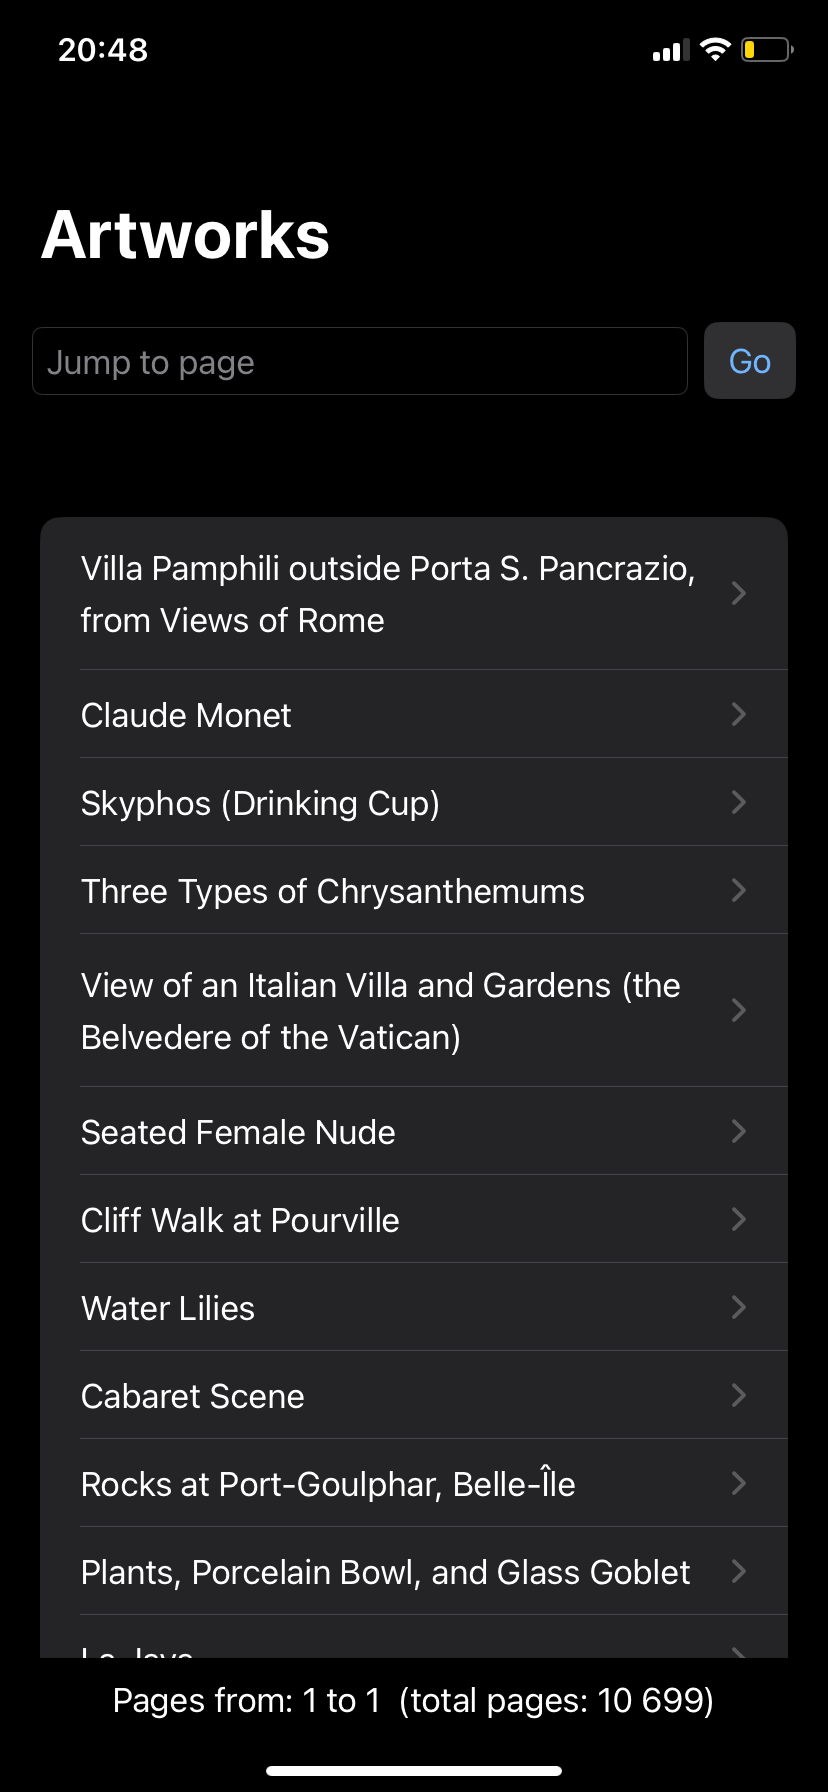 20:48
Artworks
Jump to page
Go
Villa Pamphili outside Porta S. Pancrazio,
from Views of Rome
Claude Monet
Skyphos (Drinking Cup)
Three Types of Chrysanthemums
View of an Italian Villa and Gardens (the
Belvedere of the Vatican)
Seated Female Nude
Cliff Walk at Pourville
Water Lilies
Cabaret Scene
Rocks at Port-Goulphar, Belle-Île
Plants, Porcelain Bowl, and Glass Goblet
Pages from: 1 to 1 (total pages: 10 699)